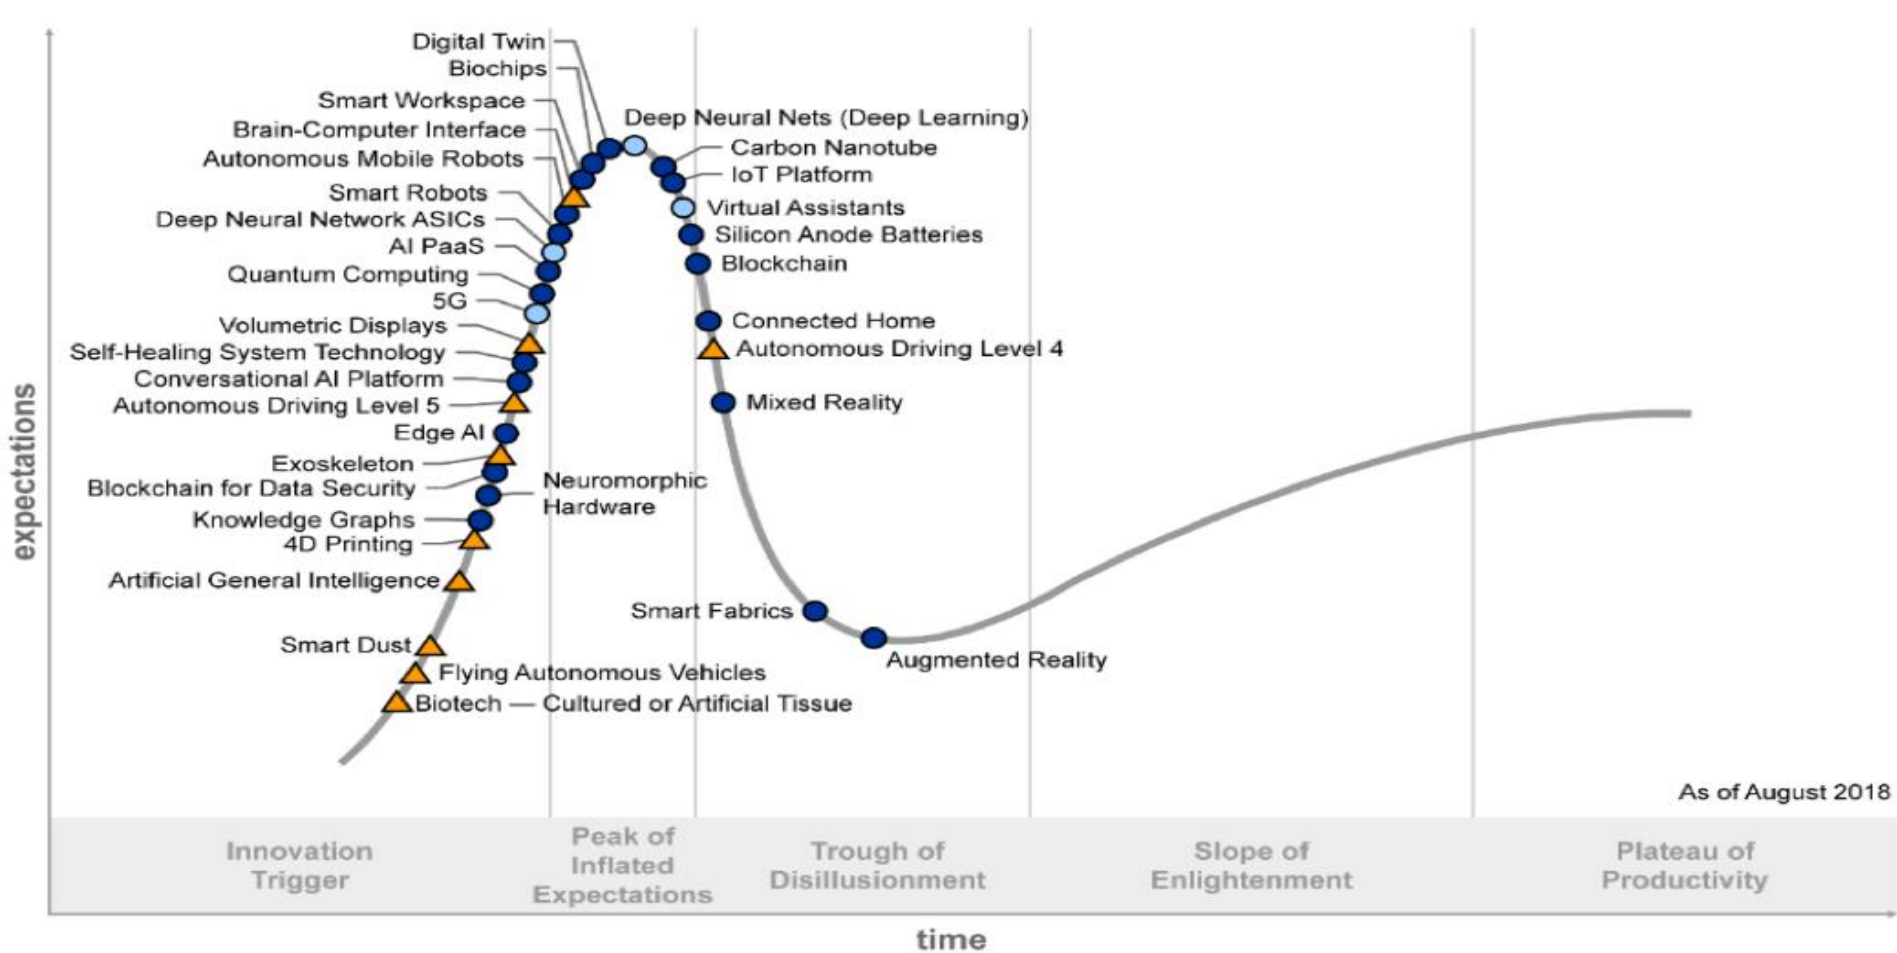 Digital Twin
Biochips
Smart Workspace
Brain-Computer Interface
Autonomous Mobile Robots
Smart Robots
Deep Neural Network ASICs
AI PaaS
Quantum Computing
5G
Volumetric Displays
Self-Healing System Technology
Conversational AI Platform
Autonomous Driving Level 5
Edge AI
Exoskeleton
Blockchain for Data Security
Neuromorphic
Hardware
Knowledge Graphs
4D Printing
Artificial General Intelligence
Smart Dust
Flying Autonomous Vehicles
Biotech — Cultured or Artificial Tissue
Deep Neural Nets (Deep Learning)
Carbon Nanotube
IoT Platform
Virtual Assistants
Silicon Anode Batteries
Blockchain
Connected Home
Autonomous Driving Level 4
Mixed Reality
Smart Fabrics
Augmented Reality
As of August 2018
expectations
Innovation
Trigger
Peak of
Inflated
Expectations
Trough of
Disillusionment
Slope of
Enlightenment
Plateau of
Productivity
time